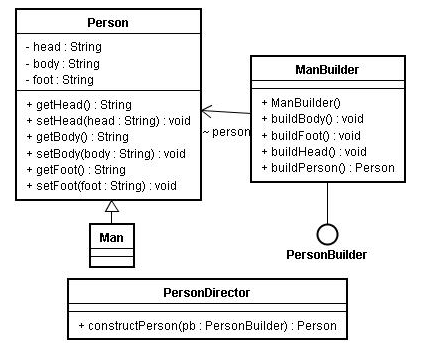 Person
- head : String
- body : String
- foot : String
+ getHead() : String
+ setHead(head : String) : void
+ getBody() : String
+ setBody(body : String) : void
+ getFoot() : String
+ setFoot(foot : String) : void
ManBuilder
+ ManBuilder()
+ buildBody() : void
+ buildFoot() : void
+ buildHead() : void
+ buildPerson() : Person
~ person
Man
PersonBuilder
PersonDirector
+ constructPerson(pb : PersonBuilder) : Person